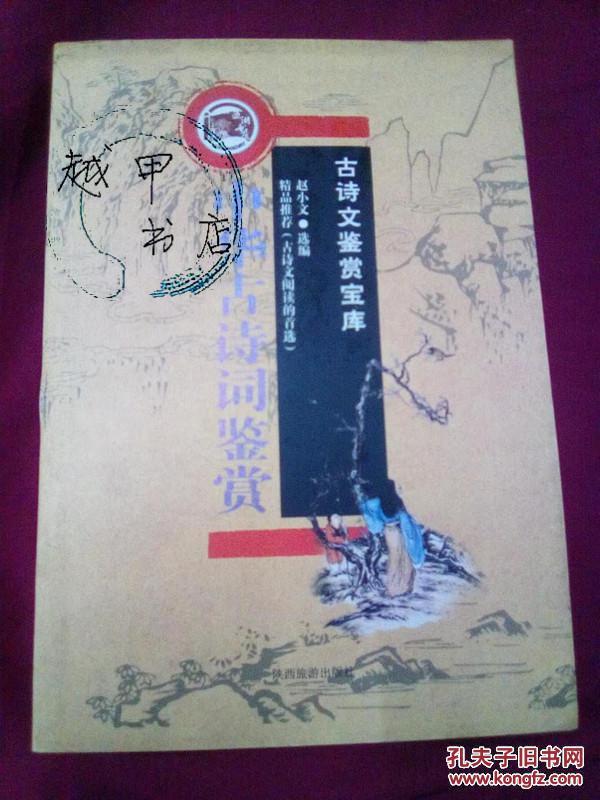 古诗文鉴赏宝库
赵小文●选编
精品推荐(古诗文阅读的首选)
古诗词鉴赏
越甲
书店
陕西旅游出版社
孔夫子旧书网
www.kongfz.com